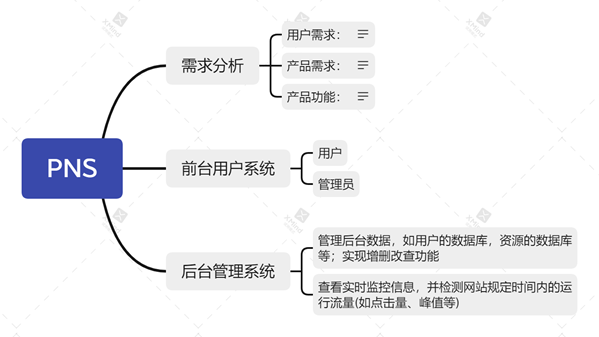 PNS
需求分析
用户需求：
产品需求：
产品功能：
前台用户系统
用户
管理员
后台管理系统
管理后台数据，如用户的数据库，资源的数据库
等；实现增删改查功能
查看实时监控信息，并检测网站规定时间内的运
行流量(如点击量、峰值等)